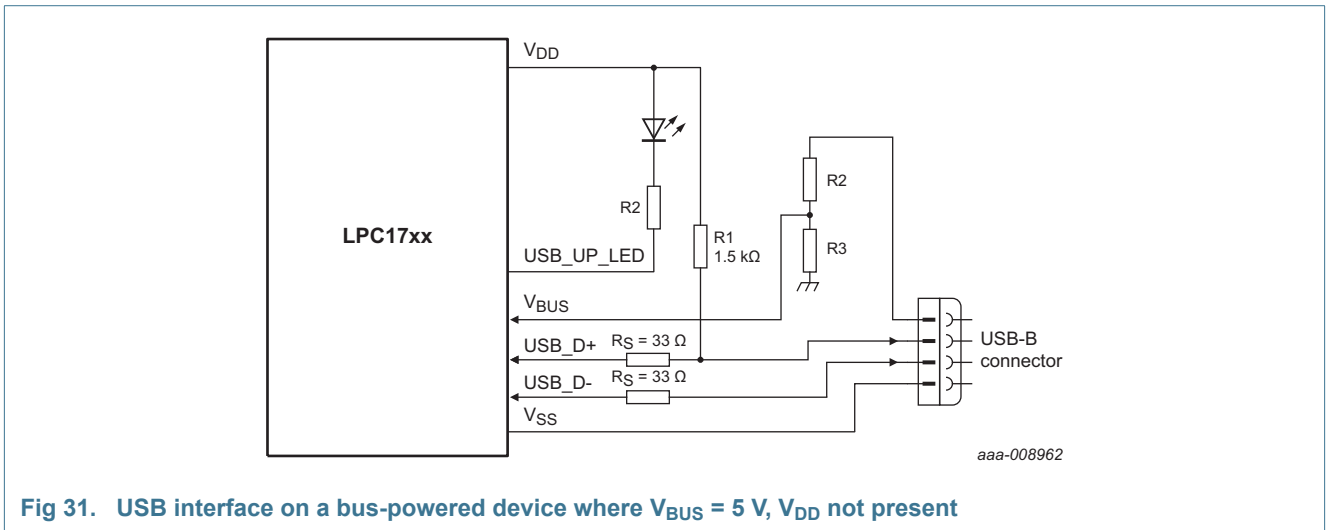 VDD
R2
R2
R3
LPC17xx
R1
1.5 kΩ
USB_UP_LED
VBUS
USB_D+ RS = 33 Ω
USB_D- RS = 33 Ω
VSS
USB-B
connector
aaa-008962
Fig 31. USB interface on a bus-powered device where VBUS = 5 V, VDD not present